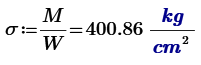 σ := M/W = 400.86 kg/cm²